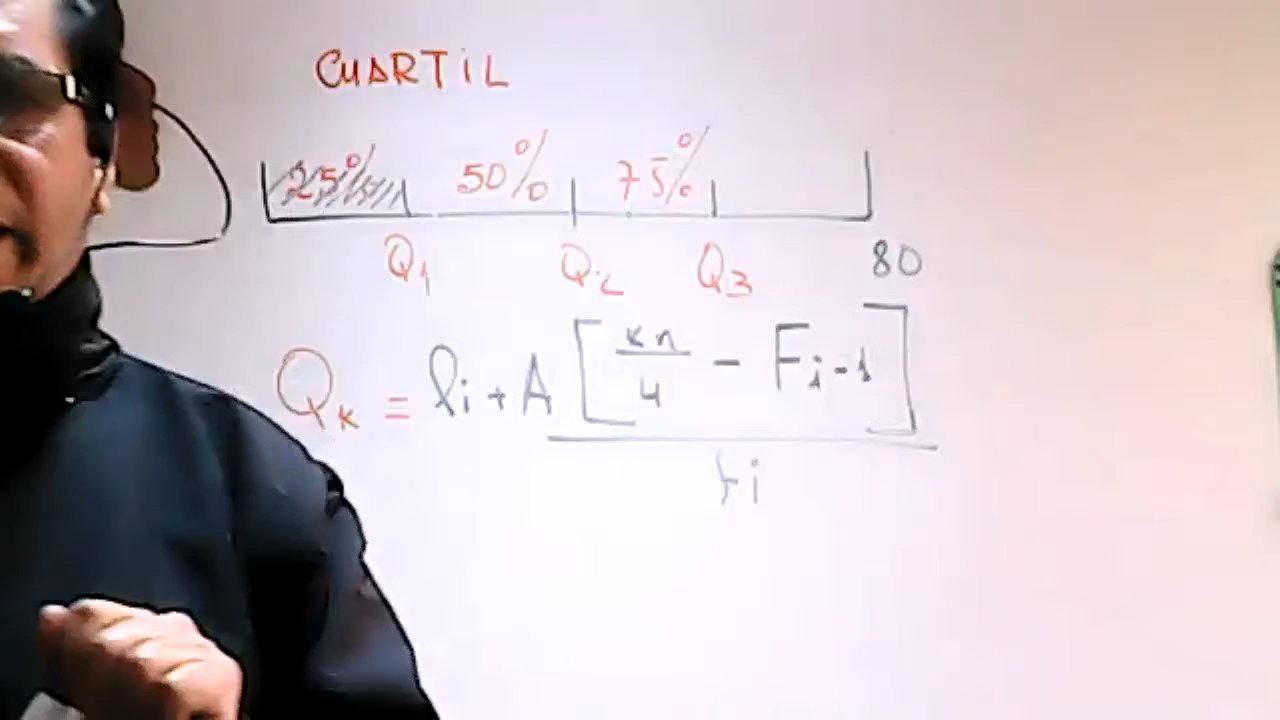 CUARTIL
25% 50% 75%
Q1 Q2 Q3 80
Qk = li + A [ kn/4 - Fi-1 ]
fi